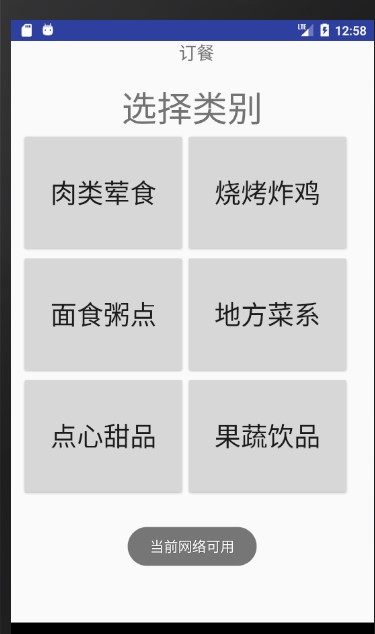 LTE 12:58
订餐
选择类别
肉类荤食 烧烤炸鸡
面食粥点 地方菜系
点心甜品 果蔬饮品
当前网络可用